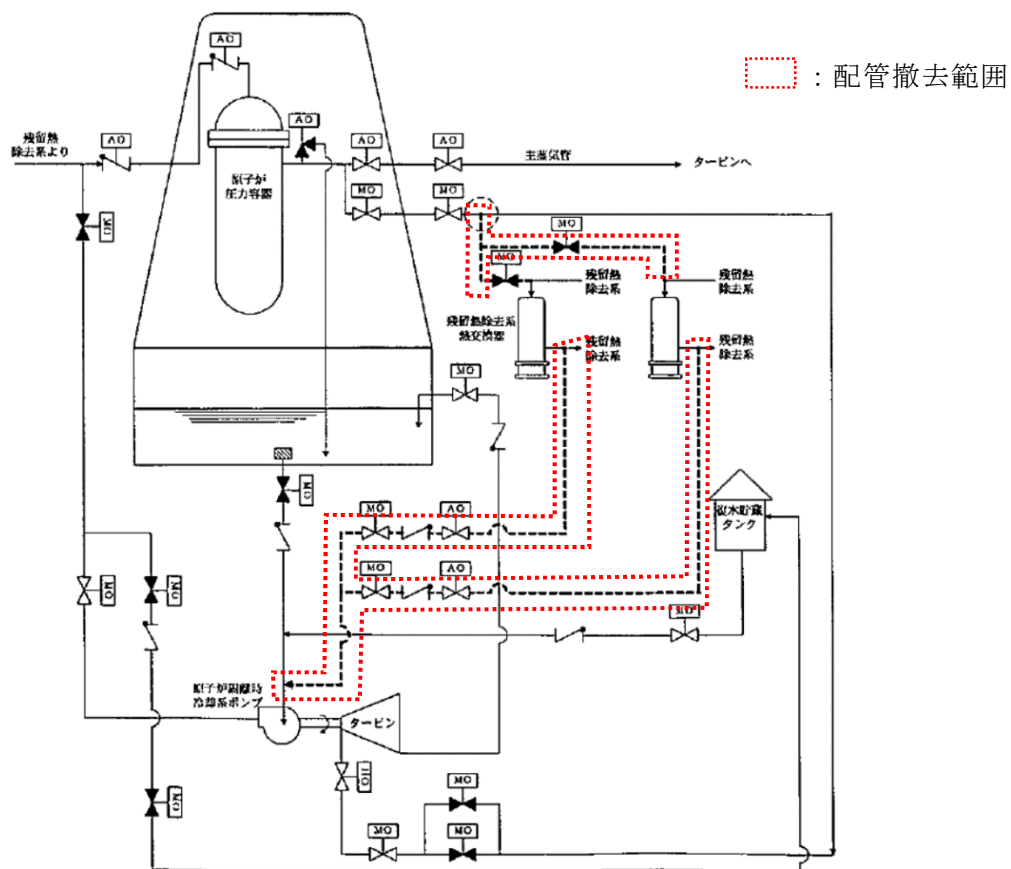 AO
：配管撤去範囲
AO
残留熱
除去系より
AO
AO
AO
主蒸気管
タービンへ
原子炉
圧力容器
MO
MO
MO
MO
MO
残留熱
除去系
残留熱
除去系
残留熱除去系
熱交換器
残留熱
除去系
残留熱
除去系
MO
MO
MO
AO
復水貯蔵
タンク
MO
AO
MO
MO
MO
原子炉隔離時
冷却系ポンプ
タービン
MO
MO
MO
MO
MO